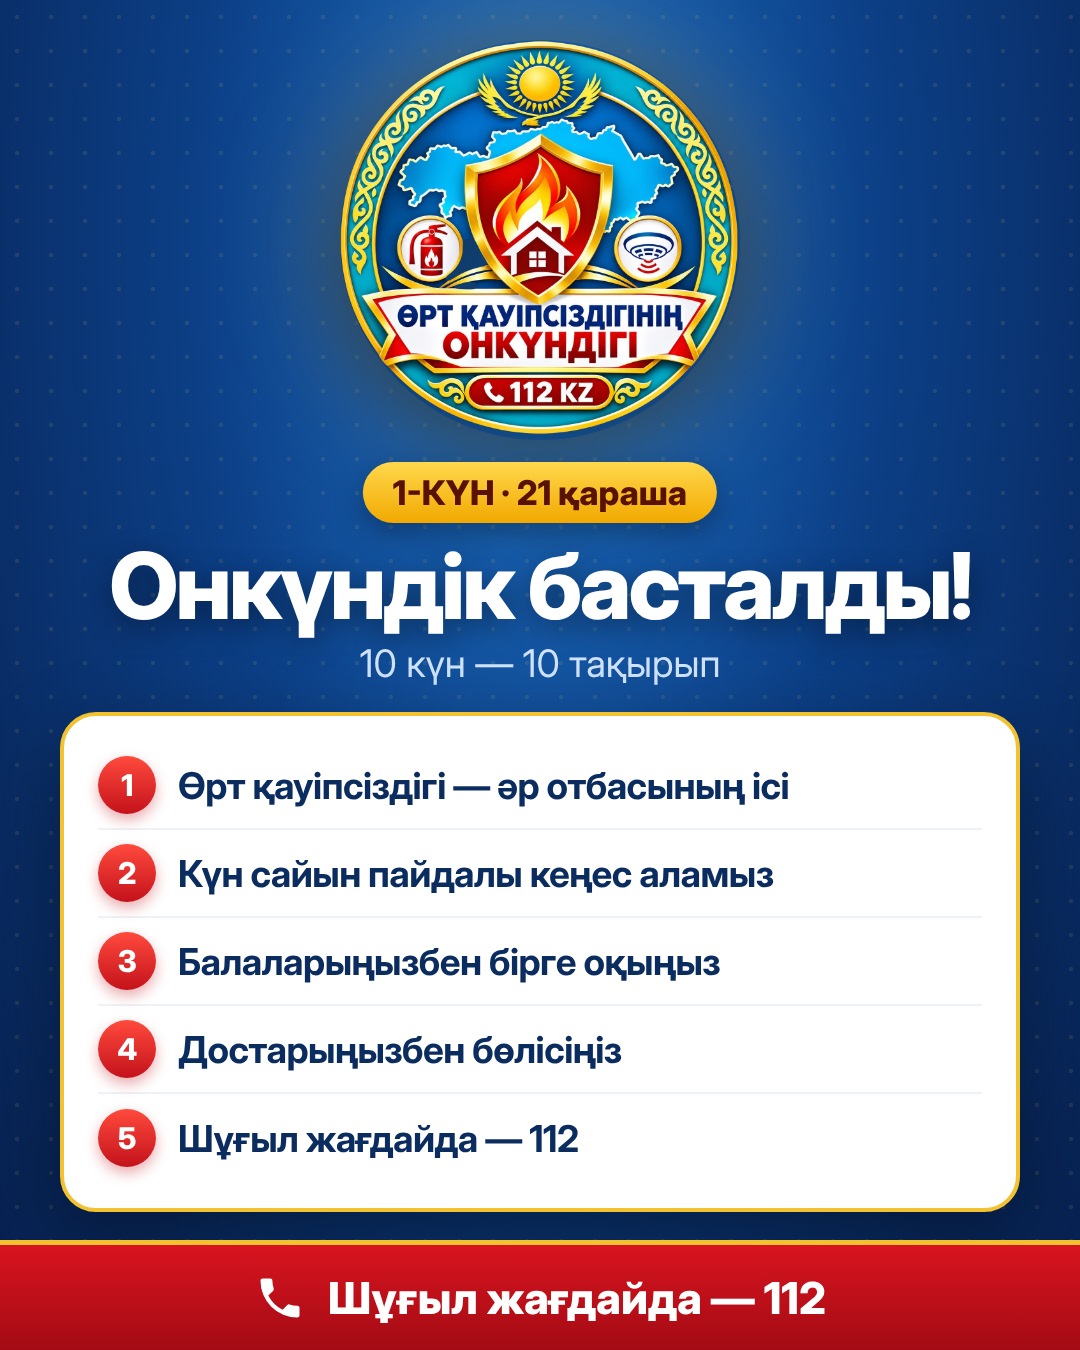 ӨРТ ҚАУІПСІЗДІГІНІҢ
ОНКҮНДІГІ
112 KZ
1-КҮН · 21 қараша
Онкүндік басталды!
10 күн — 10 тақырып
1 Өрт қауіпсіздігі — әр отбасының ісі
2 Күн сайын пайдалы кеңес аламыз
3 Балаларыңызбен бірге оқыңыз
4 Достарыңызбен бөлісіңіз
5 Шұғыл жағдайда — 112
Шұғыл жағдайда — 112